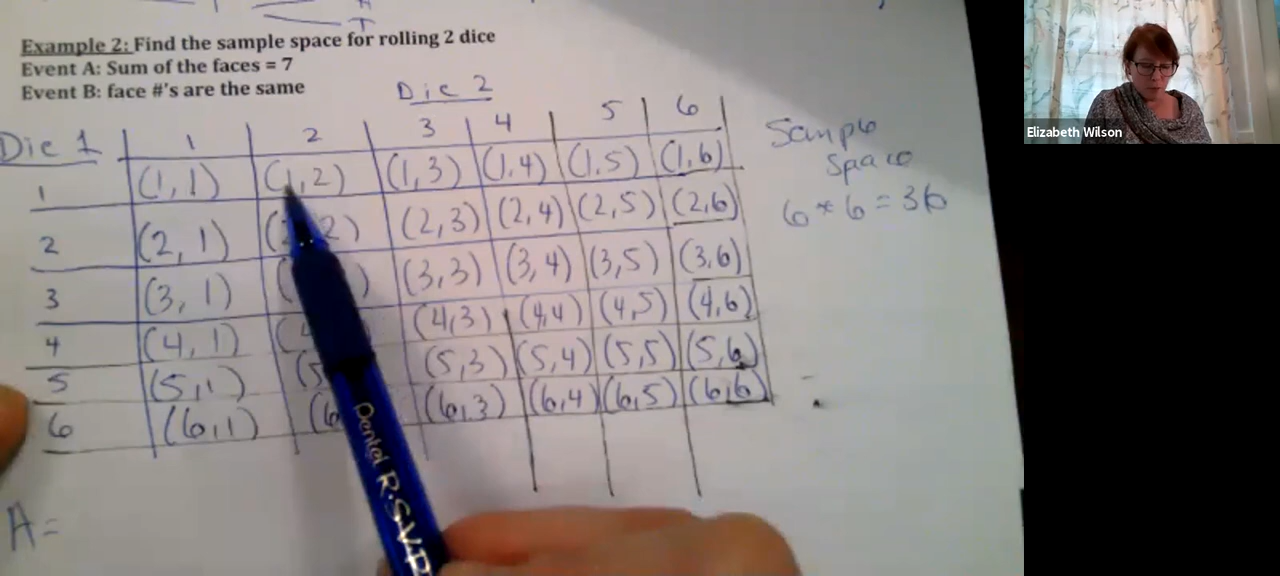 Example 2: Find the sample space for rolling 2 dice
Event A: Sum of the faces = 7
Event B: face #'s are the same
Die 2
Die 1 1 2 3 4 5 6
1 (1,1) (1,2) (1,3) (1,4) (1,5) (1,6)
2 (2,1) (2,3) (2,4) (2,5) (2,6)
3 (3,1) (3,3) (3,4) (3,5) (3,6)
4 (4,1) (4,3) (4,4) (4,5) (4,6)
5 (5,1) (5,3) (5,4) (5,5) (5,6)
6 (6,1) (6,3) (6,4) (6,5) (6,6)
Sample
Space
6 * 6 = 36
A=
Pentel R.S.V.P.
Elizabeth Wilson